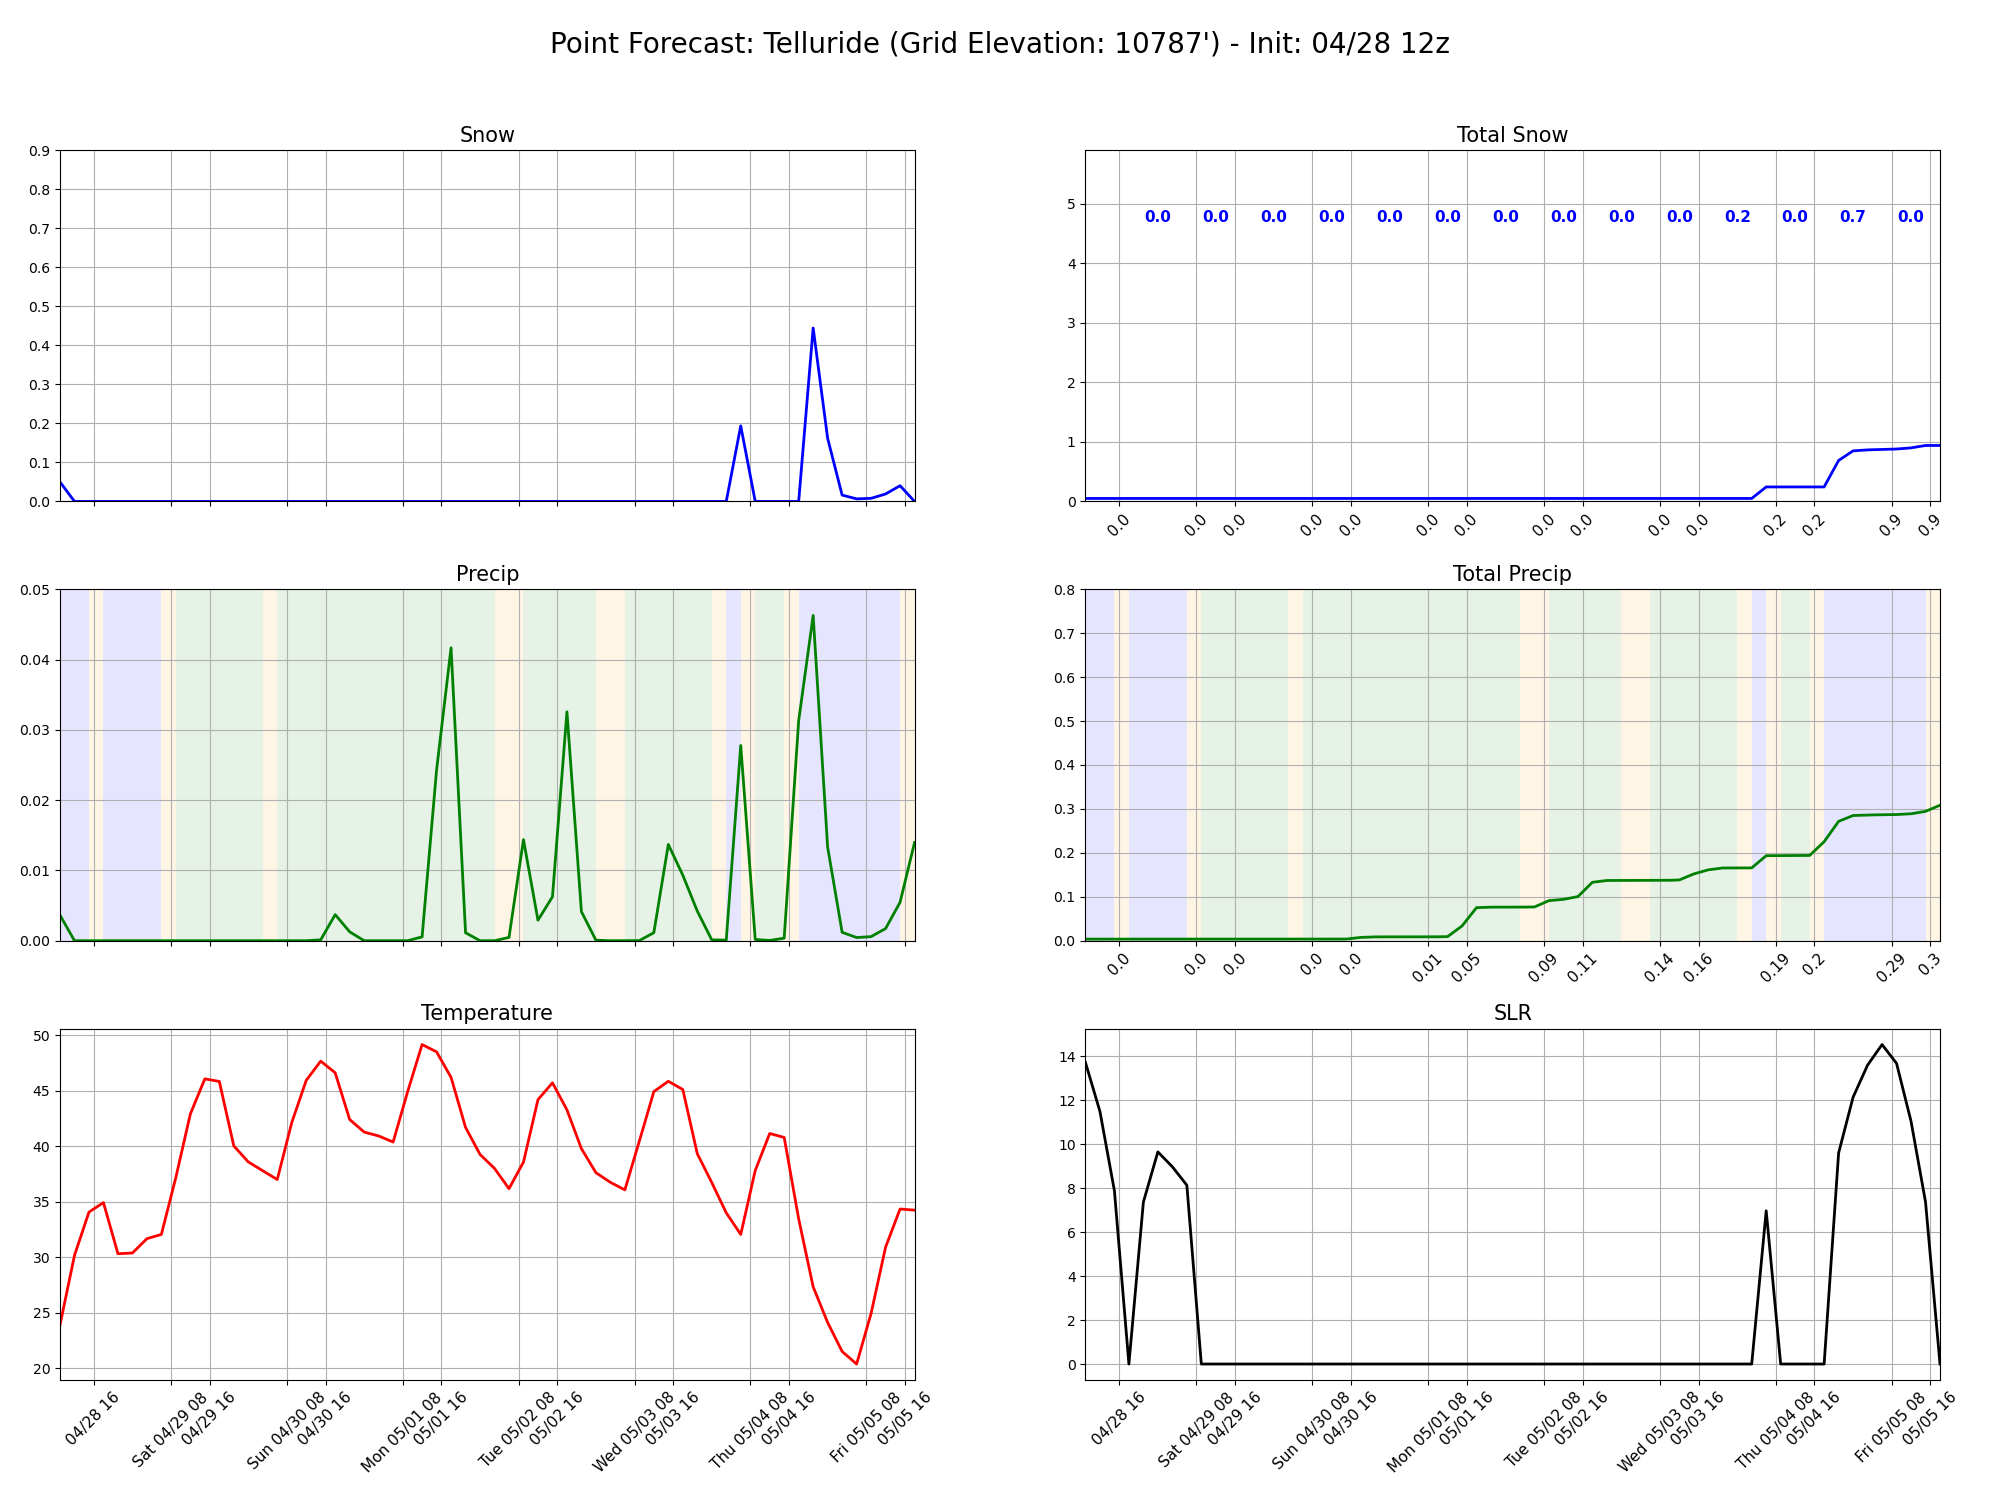 Point Forecast: Telluride (Grid Elevation: 10787') - Init: 04/28 12z
Snow
0.9
0.8
0.7
0.6
0.5
0.4
0.3
0.2
0.1
0.0
Total Snow
5
4
3
2
1
0
0.0 0.0 0.0 0.0 0.0 0.0 0.0 0.0 0.0 0.0 0.2 0.0 0.7 0.0
0.0 0.0 0.0 0.0 0.0 0.0 0.0 0.0 0.0 0.0 0.0 0.2 0.2 0.9 0.9
Precip
0.05
0.04
0.03
0.02
0.01
0.00
Total Precip
0.8
0.7
0.6
0.5
0.4
0.3
0.2
0.1
0.0
0.0 0.0 0.0 0.0 0.0 0.01 0.05 0.09 0.11 0.14 0.16 0.19 0.2 0.29 0.3
Temperature
50
45
40
35
30
25
20
04/28 16
Sat 04/29 08
04/29 16
Sun 04/30 08
04/30 16
Mon 05/01 08
05/01 16
Tue 05/02 08
05/02 16
Wed 05/03 08
05/03 16
Thu 05/04 08
05/04 16
Fri 05/05 08
05/05 16
SLR
14
12
10
8
6
4
2
0
04/28 16
Sat 04/29 08
04/29 16
Sun 04/30 08
04/30 16
Mon 05/01 08
05/01 16
Tue 05/02 08
05/02 16
Wed 05/03 08
05/03 16
Thu 05/04 08
05/04 16
Fri 05/05 08
05/05 16